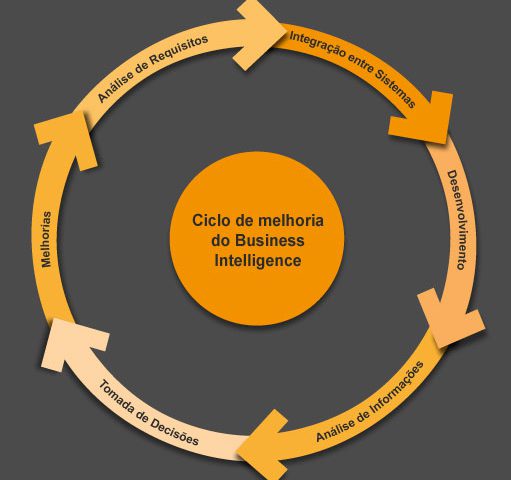 Análise de Requisitos
Integração entre Sistemas
Desenvolvimento
Análise de Informações
Tomada de Decisões
Melhorias
Ciclo de melhoria
do Business
Intelligence